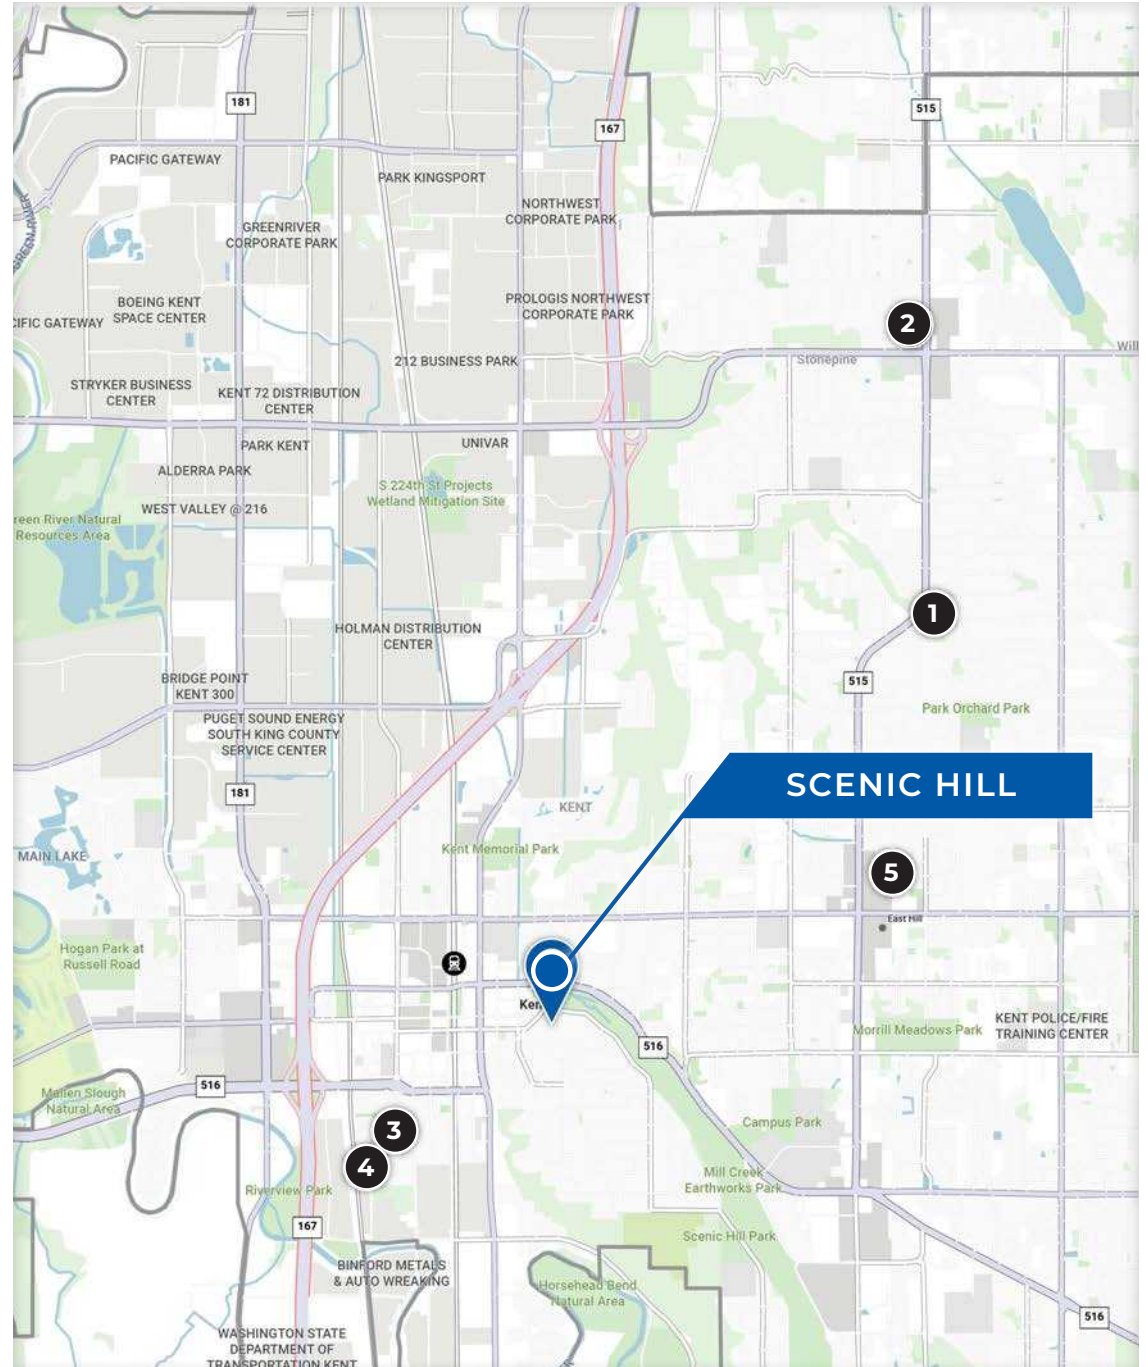 181
515
167
PACIFIC GATEWAY
PARK KINGSPORT
NORTHWEST
CORPORATE PARK
GREENRIVER
CORPORATE PARK
GREEN RIVER
BOEING KENT
SPACE CENTER
PROLOGIS NORTHWEST
CORPORATE PARK
CIFIC GATEWAY
2
Will
Stonepine
212 BUSINESS PARK
STRYKER BUSINESS
CENTER
KENT 72 DISTRIBUTION
CENTER
PARK KENT
UNIVAR
ALDERRA PARK
S 224th St Projects
Wetland Mitigation Site
WEST VALLEY @ 216
reen River Natural
Resources Area
1
HOLMAN DISTRIBUTION
CENTER
BRIDGE POINT
KENT 300
515
Park Orchard Park
PUGET SOUND ENERGY
SOUTH KING COUNTY
SERVICE CENTER
SCENIC HILL
181
KENT
Kent Memorial Park
MAIN LAKE
5
East Hill
Hogan Park at
Russell Road
Ken
KENT POLICE/FIRE
TRAINING CENTER
Morrill Meadows Park
516
516
Mullen Slough
Natural Area
Campus Park
3
4
Mill Creek
Earthworks Park
Riverview Park
167
Scenic Hill Park
BINFORD METALS
& AUTO WREAKING
Horsehead Bend
Natural Area
516
WASHINGTON STATE
DEPARTMENT OF
TRANSPORTATION KENT